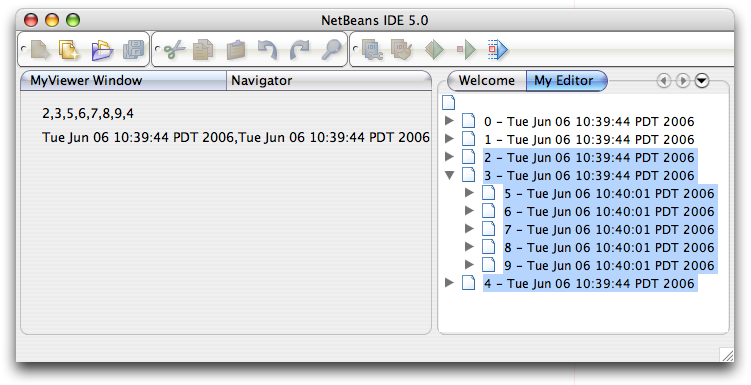 NetBeans IDE 5.0
MyViewer Window
Navigator
2,3,5,6,7,8,9,4
Tue Jun 06 10:39:44 PDT 2006,Tue Jun 06 10:39:44 PDT 2006
Welcome
My Editor
0 - Tue Jun 06 10:39:44 PDT 2006
1 - Tue Jun 06 10:39:44 PDT 2006
2 - Tue Jun 06 10:39:44 PDT 2006
3 - Tue Jun 06 10:39:44 PDT 2006
5 - Tue Jun 06 10:40:01 PDT 2006
6 - Tue Jun 06 10:40:01 PDT 2006
7 - Tue Jun 06 10:40:01 PDT 2006
8 - Tue Jun 06 10:40:01 PDT 2006
9 - Tue Jun 06 10:40:01 PDT 2006
4 - Tue Jun 06 10:39:44 PDT 2006